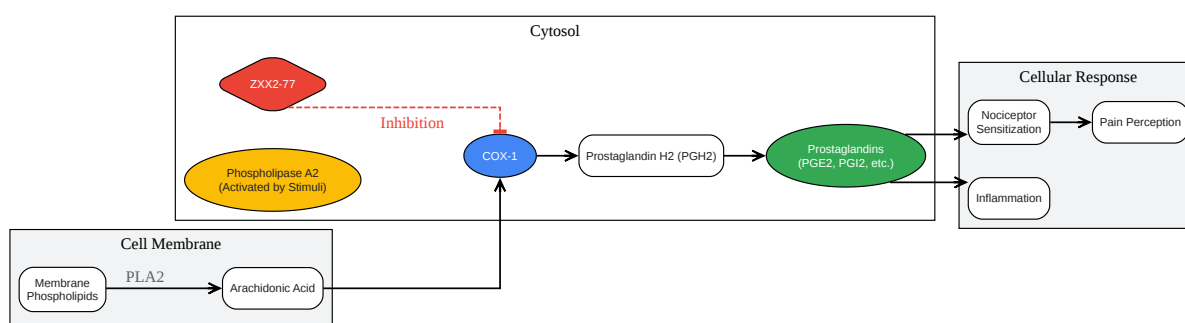 Cytosol
ZXX2-77
Inhibition
COX-1
Prostaglandin H2 (PGH2)
Prostaglandins
(PGE2, PGI2, etc.)
Phospholipase A2
(Activated by Stimuli)
Cellular Response
Nociceptor
Sensitization
Pain Perception
Inflammation
Cell Membrane
Membrane
Phospholipids
PLA2
Arachidonic Acid